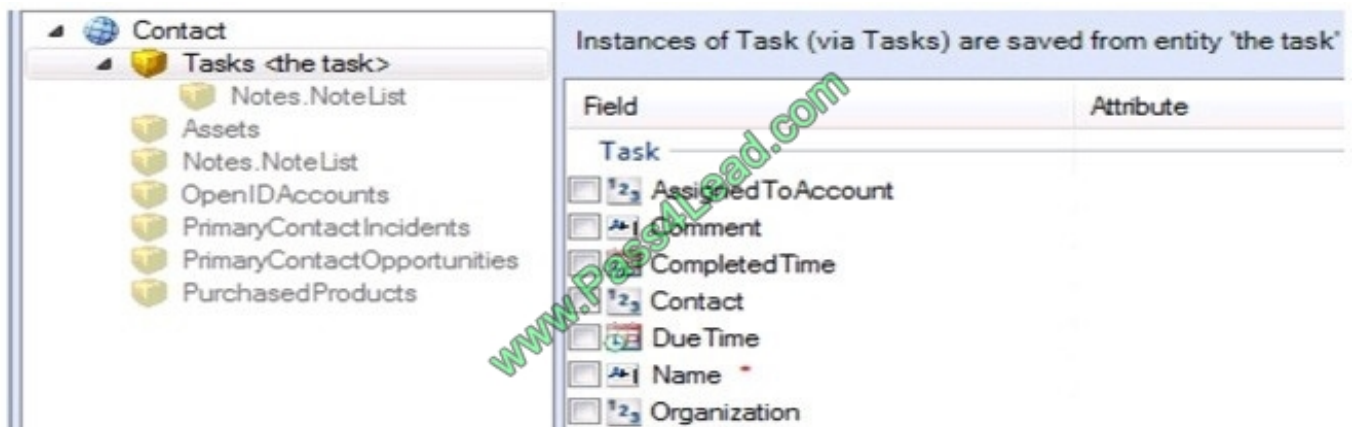 Contact
Tasks <the task>
Notes.NoteList
Assets
Notes.NoteList
OpenIDAccounts
PrimaryContactIncidents
PrimaryContactOpportunities
PurchasedProducts
Instances of Task (via Tasks) are saved from entity 'the task'
Field Attribute
Task
AssignedToAccount
Comment
CompletedTime
Contact
DueTime
Name *
Organization
www.Pass4Lead.com